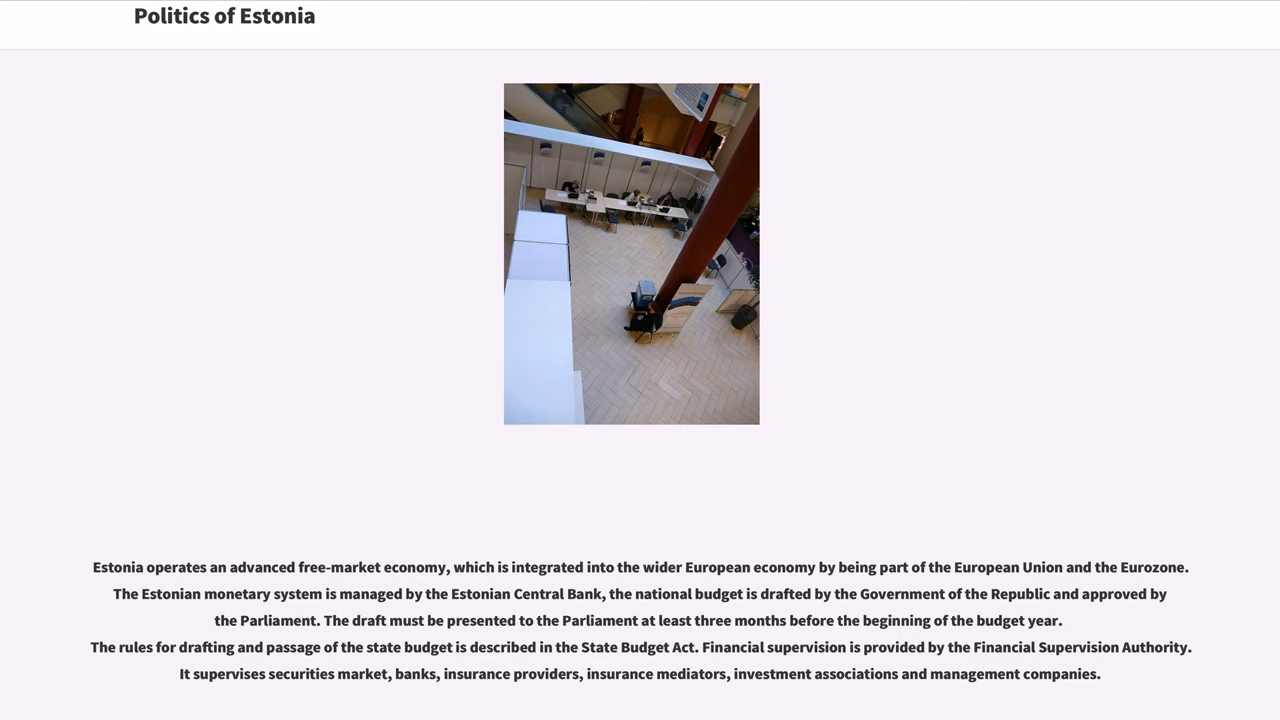 Politics of Estonia
Estonia operates an advanced free-market economy, which is integrated into the wider European economy by being part of the European Union and the Eurozone.
The Estonian monetary system is managed by the Estonian Central Bank, the national budget is drafted by the Government of the Republic and approved by
the Parliament. The draft must be presented to the Parliament at least three months before the beginning of the budget year.
The rules for drafting and passage of the state budget is described in the State Budget Act. Financial supervision is provided by the Financial Supervision Authority.
It supervises securities market, banks, insurance providers, insurance mediators, investment associations and management companies.